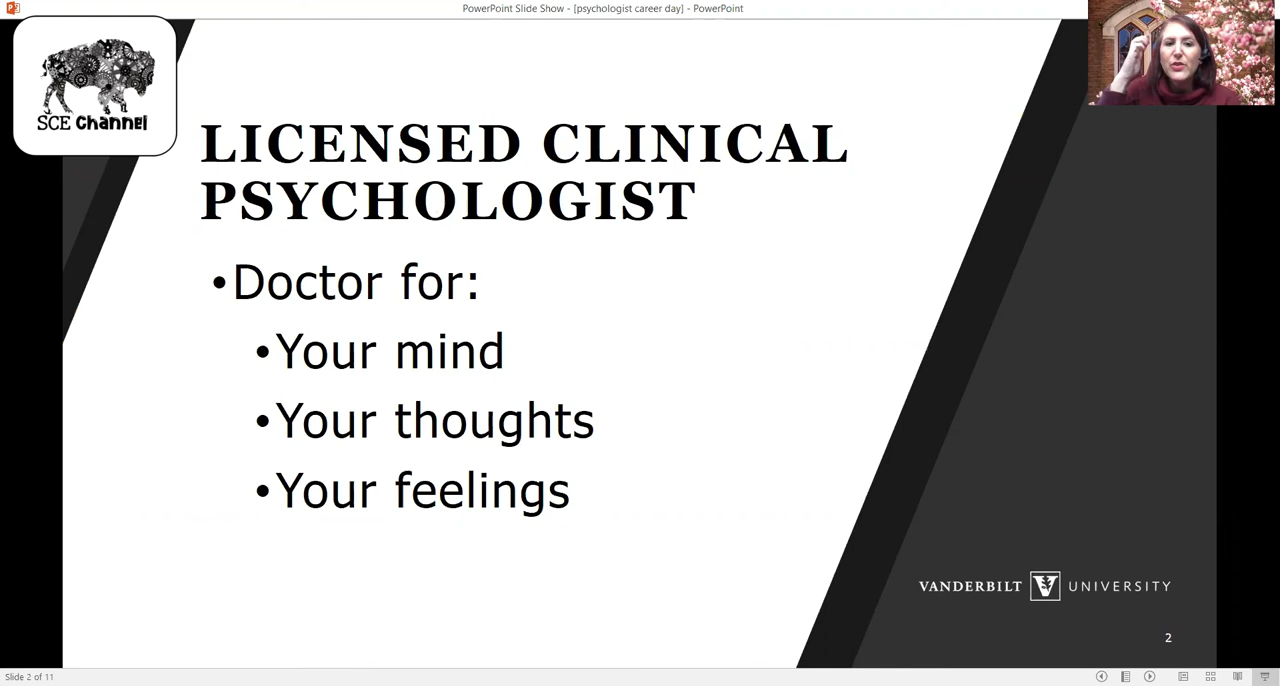 PowerPoint Slide Show - [psychologist career day] - PowerPoint
SCE Channel
LICENSED CLINICAL
PSYCHOLOGIST
•Doctor for:
•Your mind
•Your thoughts
•Your feelings
VANDERBILT V UNIVERSITY
2
Slide 2 of 11